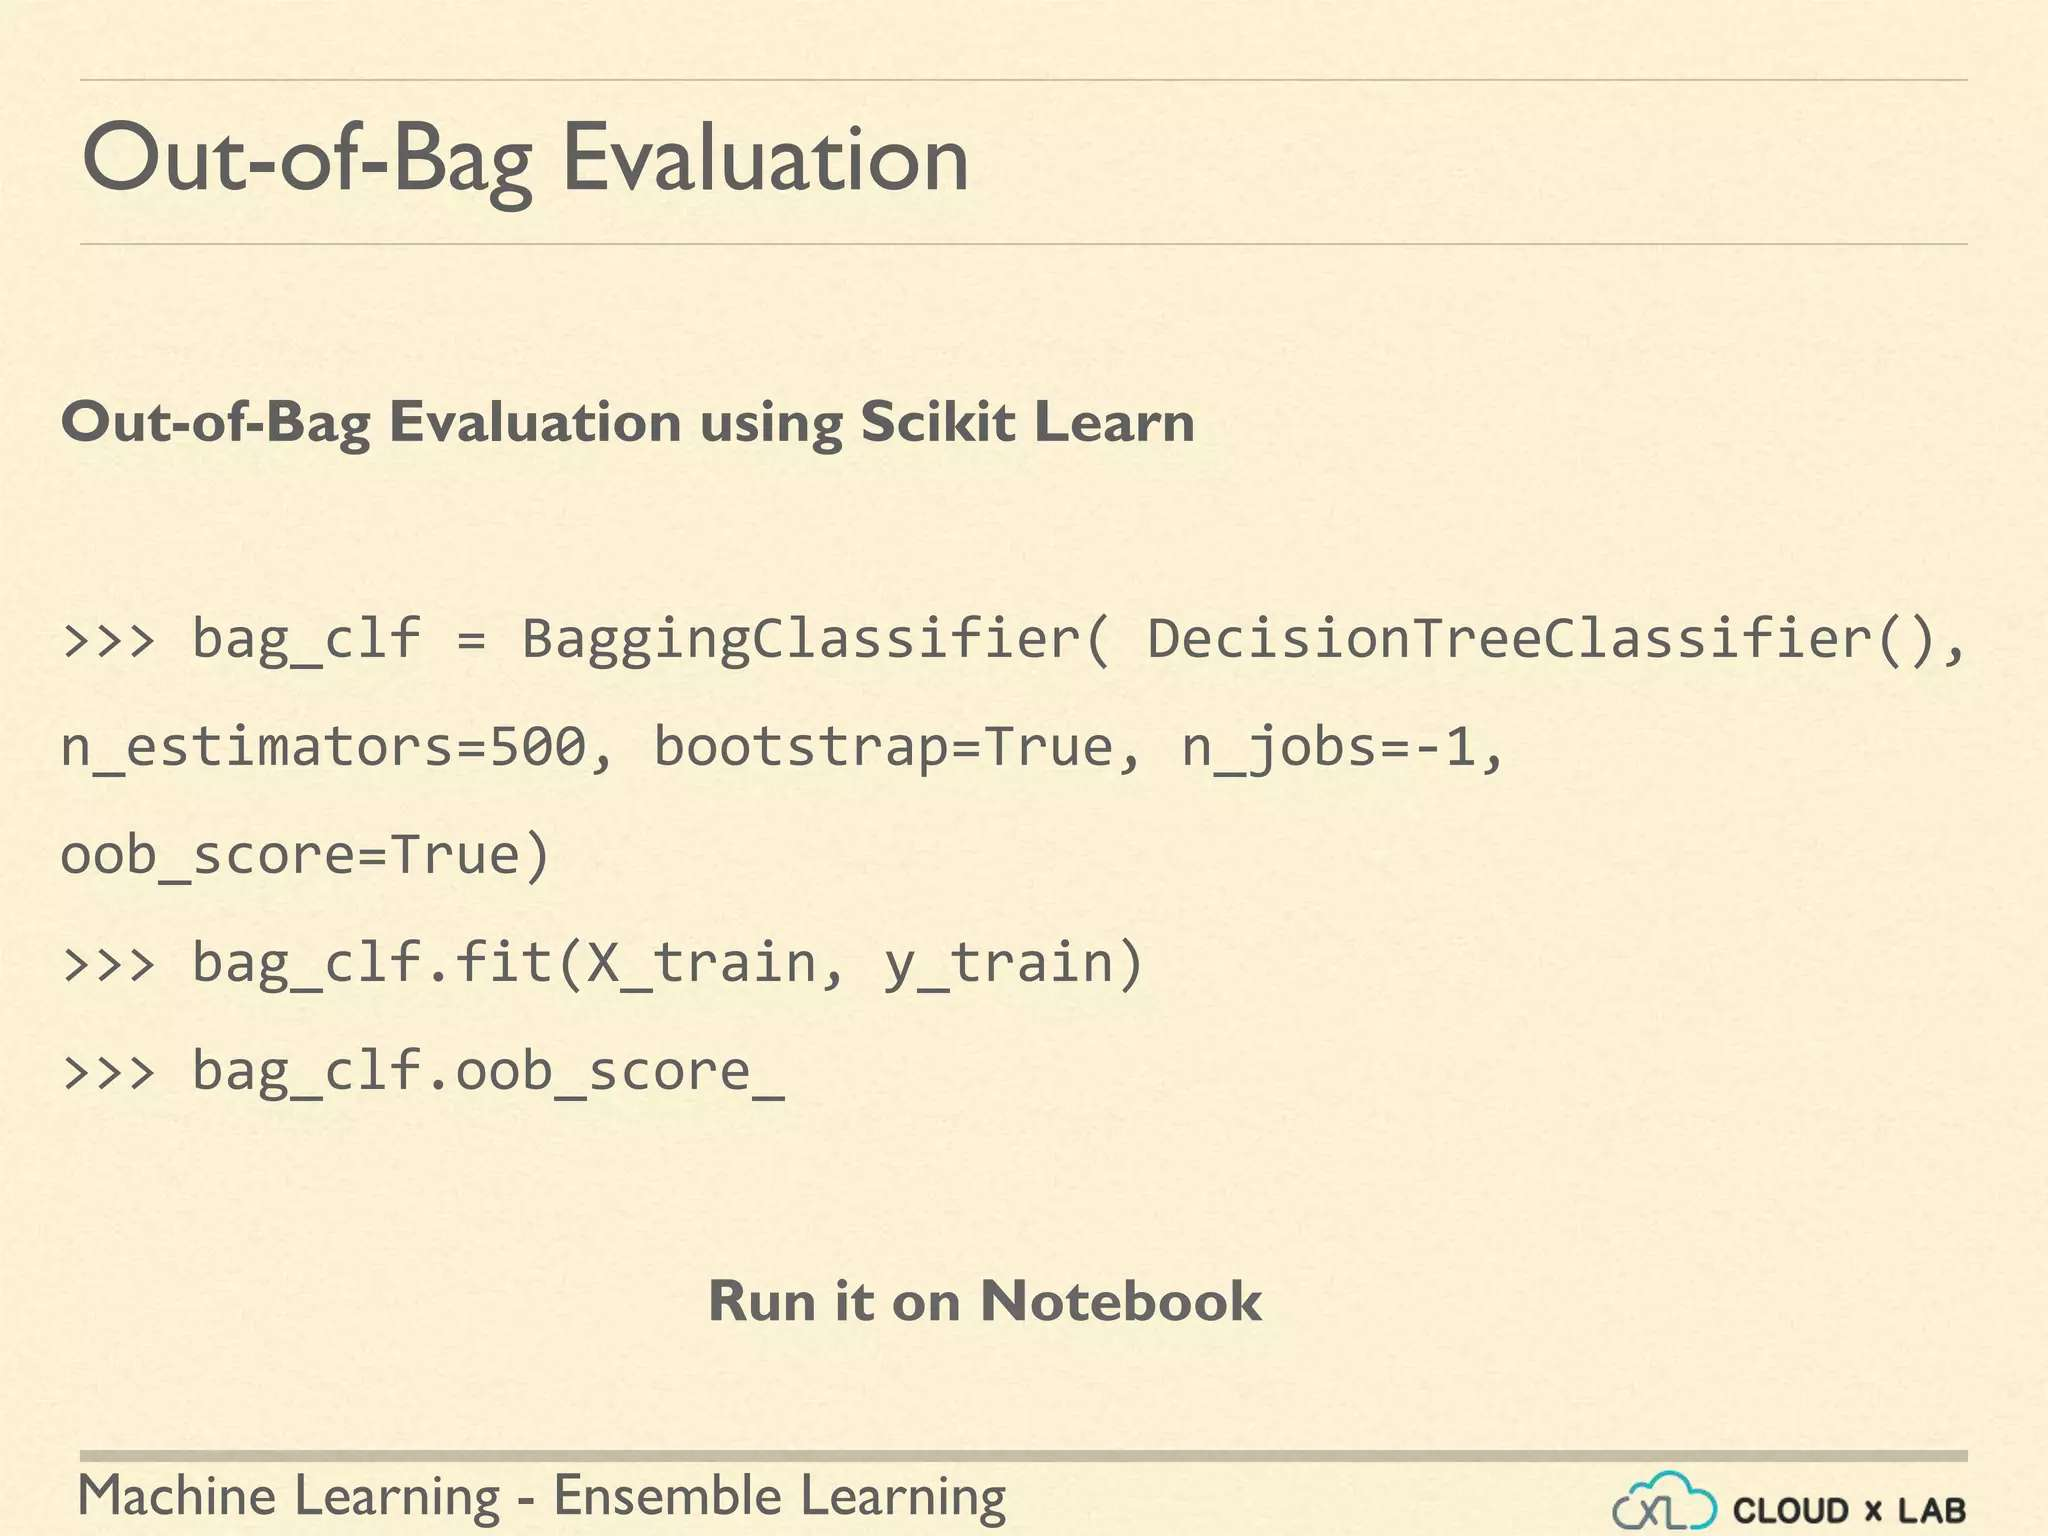 Out-of-Bag Evaluation
Out-of-Bag Evaluation using Scikit Learn
>>> bag_clf = BaggingClassifier( DecisionTreeClassifier(),
n_estimators=500, bootstrap=True, n_jobs=-1,
oob_score=True)
>>> bag_clf.fit(X_train, y_train)
>>> bag_clf.oob_score_
Run it on Notebook
Machine Learning - Ensemble Learning
CXL CLOUD x LAB